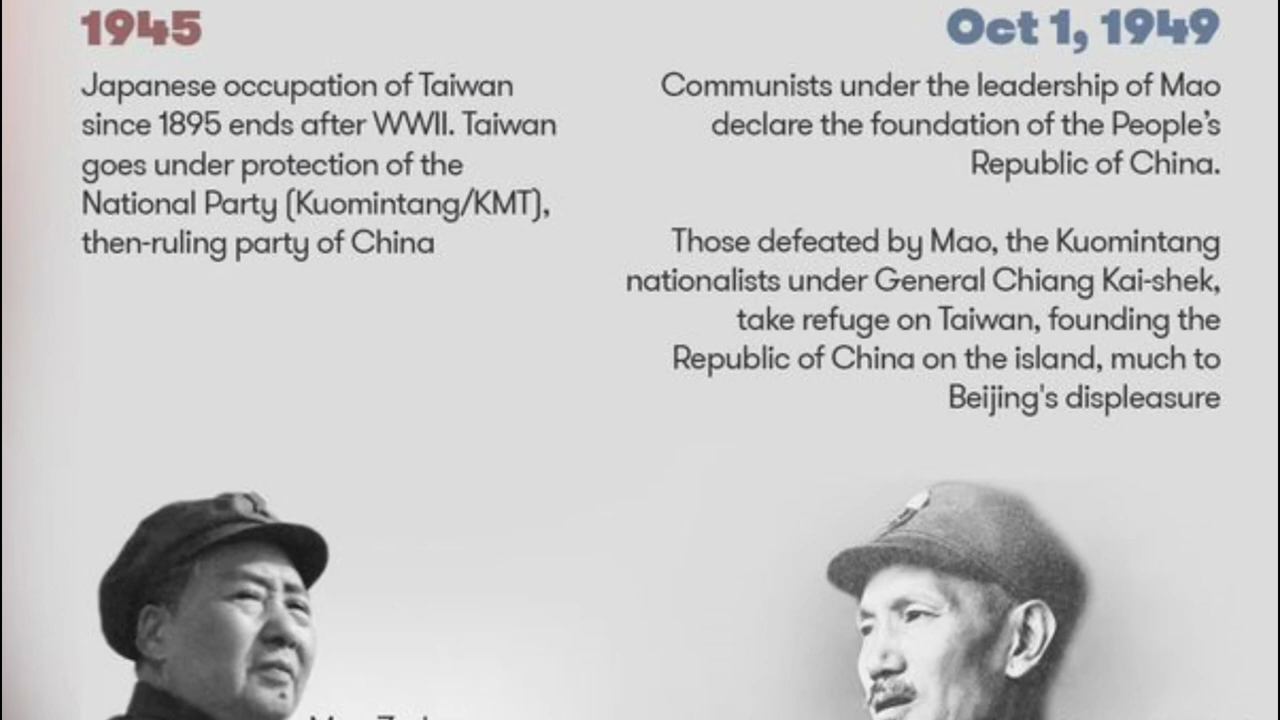 1945
Japanese occupation of Taiwan
since 1895 ends after WWII. Taiwan
goes under protection of the
National Party (Kuomintang/KMT),
then-ruling party of China
Oct 1, 1949
Communists under the leadership of Mao
declare the foundation of the People’s
Republic of China.
Those defeated by Mao, the Kuomintang
nationalists under General Chiang Kai-shek,
take refuge on Taiwan, founding the
Republic of China on the island, much to
Beijing's displeasure